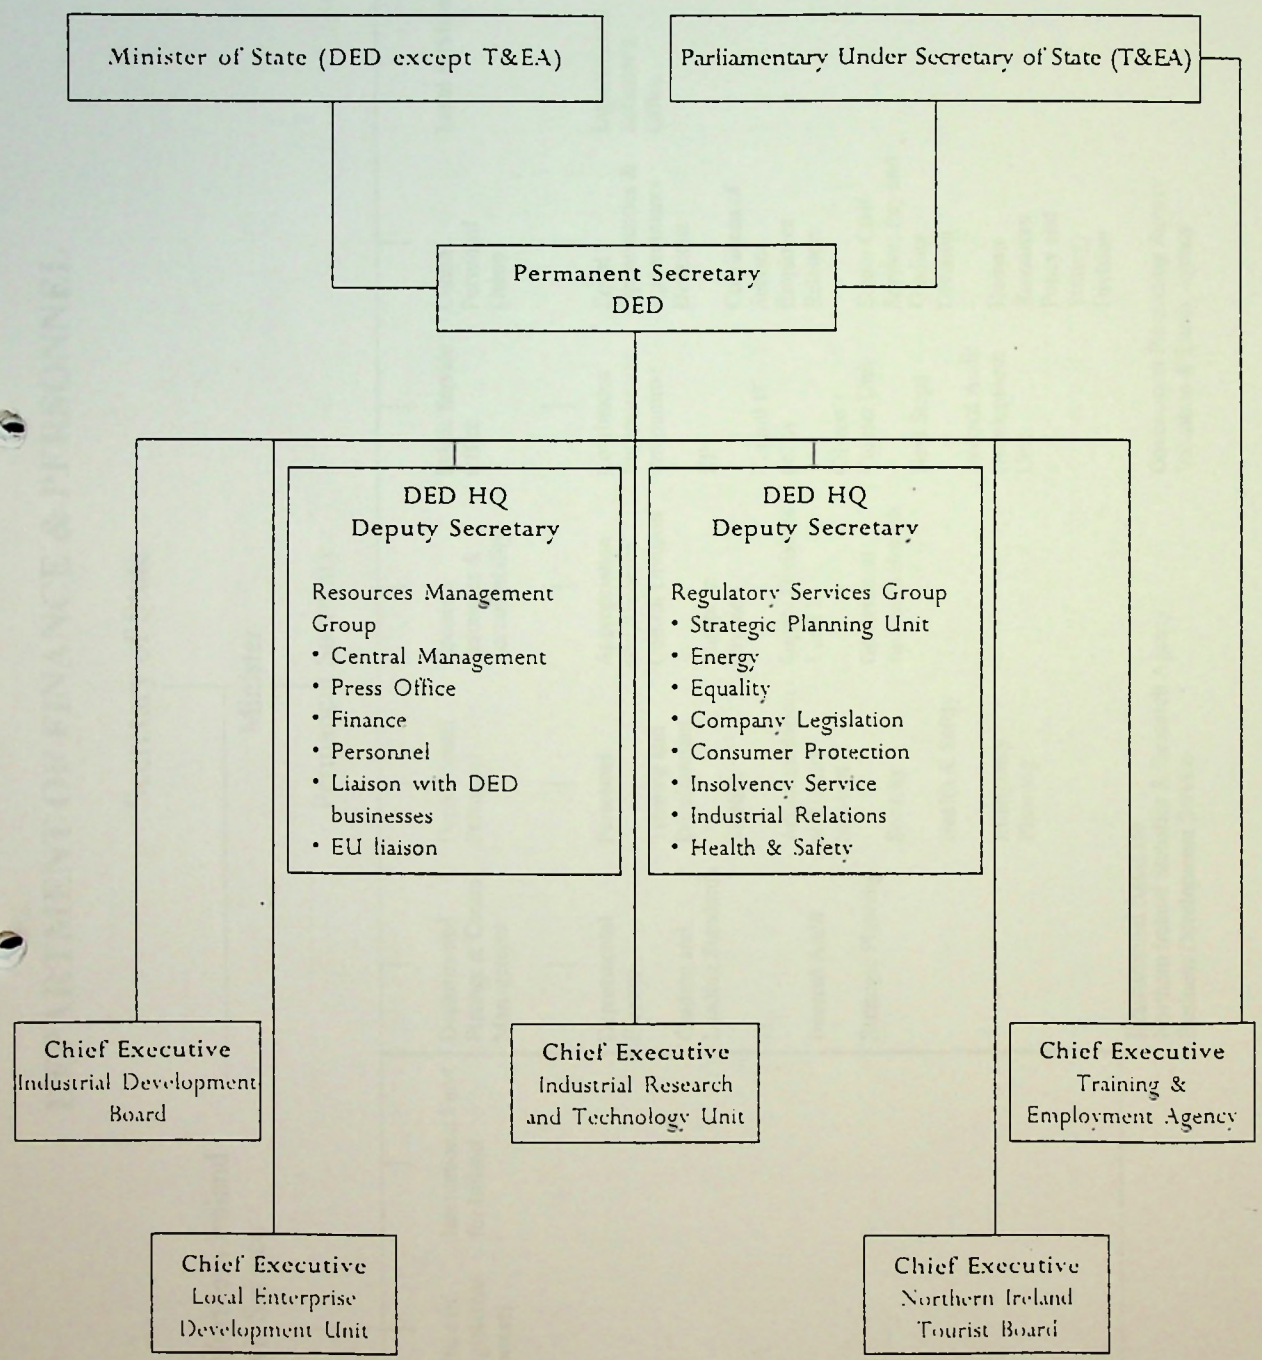 Minister of State (DED except T&EA)
Parliamentary Under Secretary of State (T&EA)
Permanent Secretary
DED
DED HQ
Deputy Secretary
Resources Management
Group
• Central Management
• Press Office
• Finance
• Personnel
• Liaison with DED
businesses
• EU liaison
DED HQ
Deputy Secretary
Regulatory Services Group
• Strategic Planning Unit
• Energy
• Equality
• Company Legislation
• Consumer Protection
• Insolvency Service
• Industrial Relations
• Health & Safety
Chief Executive
Industrial Development
Board
Chief Executive
Industrial Research
and Technology Unit
Chief Executive
Training &
Employment Agency
Chief Executive
Local Enterprise
Development Unit
Chief Executive
Northern Ireland
Tourist Board